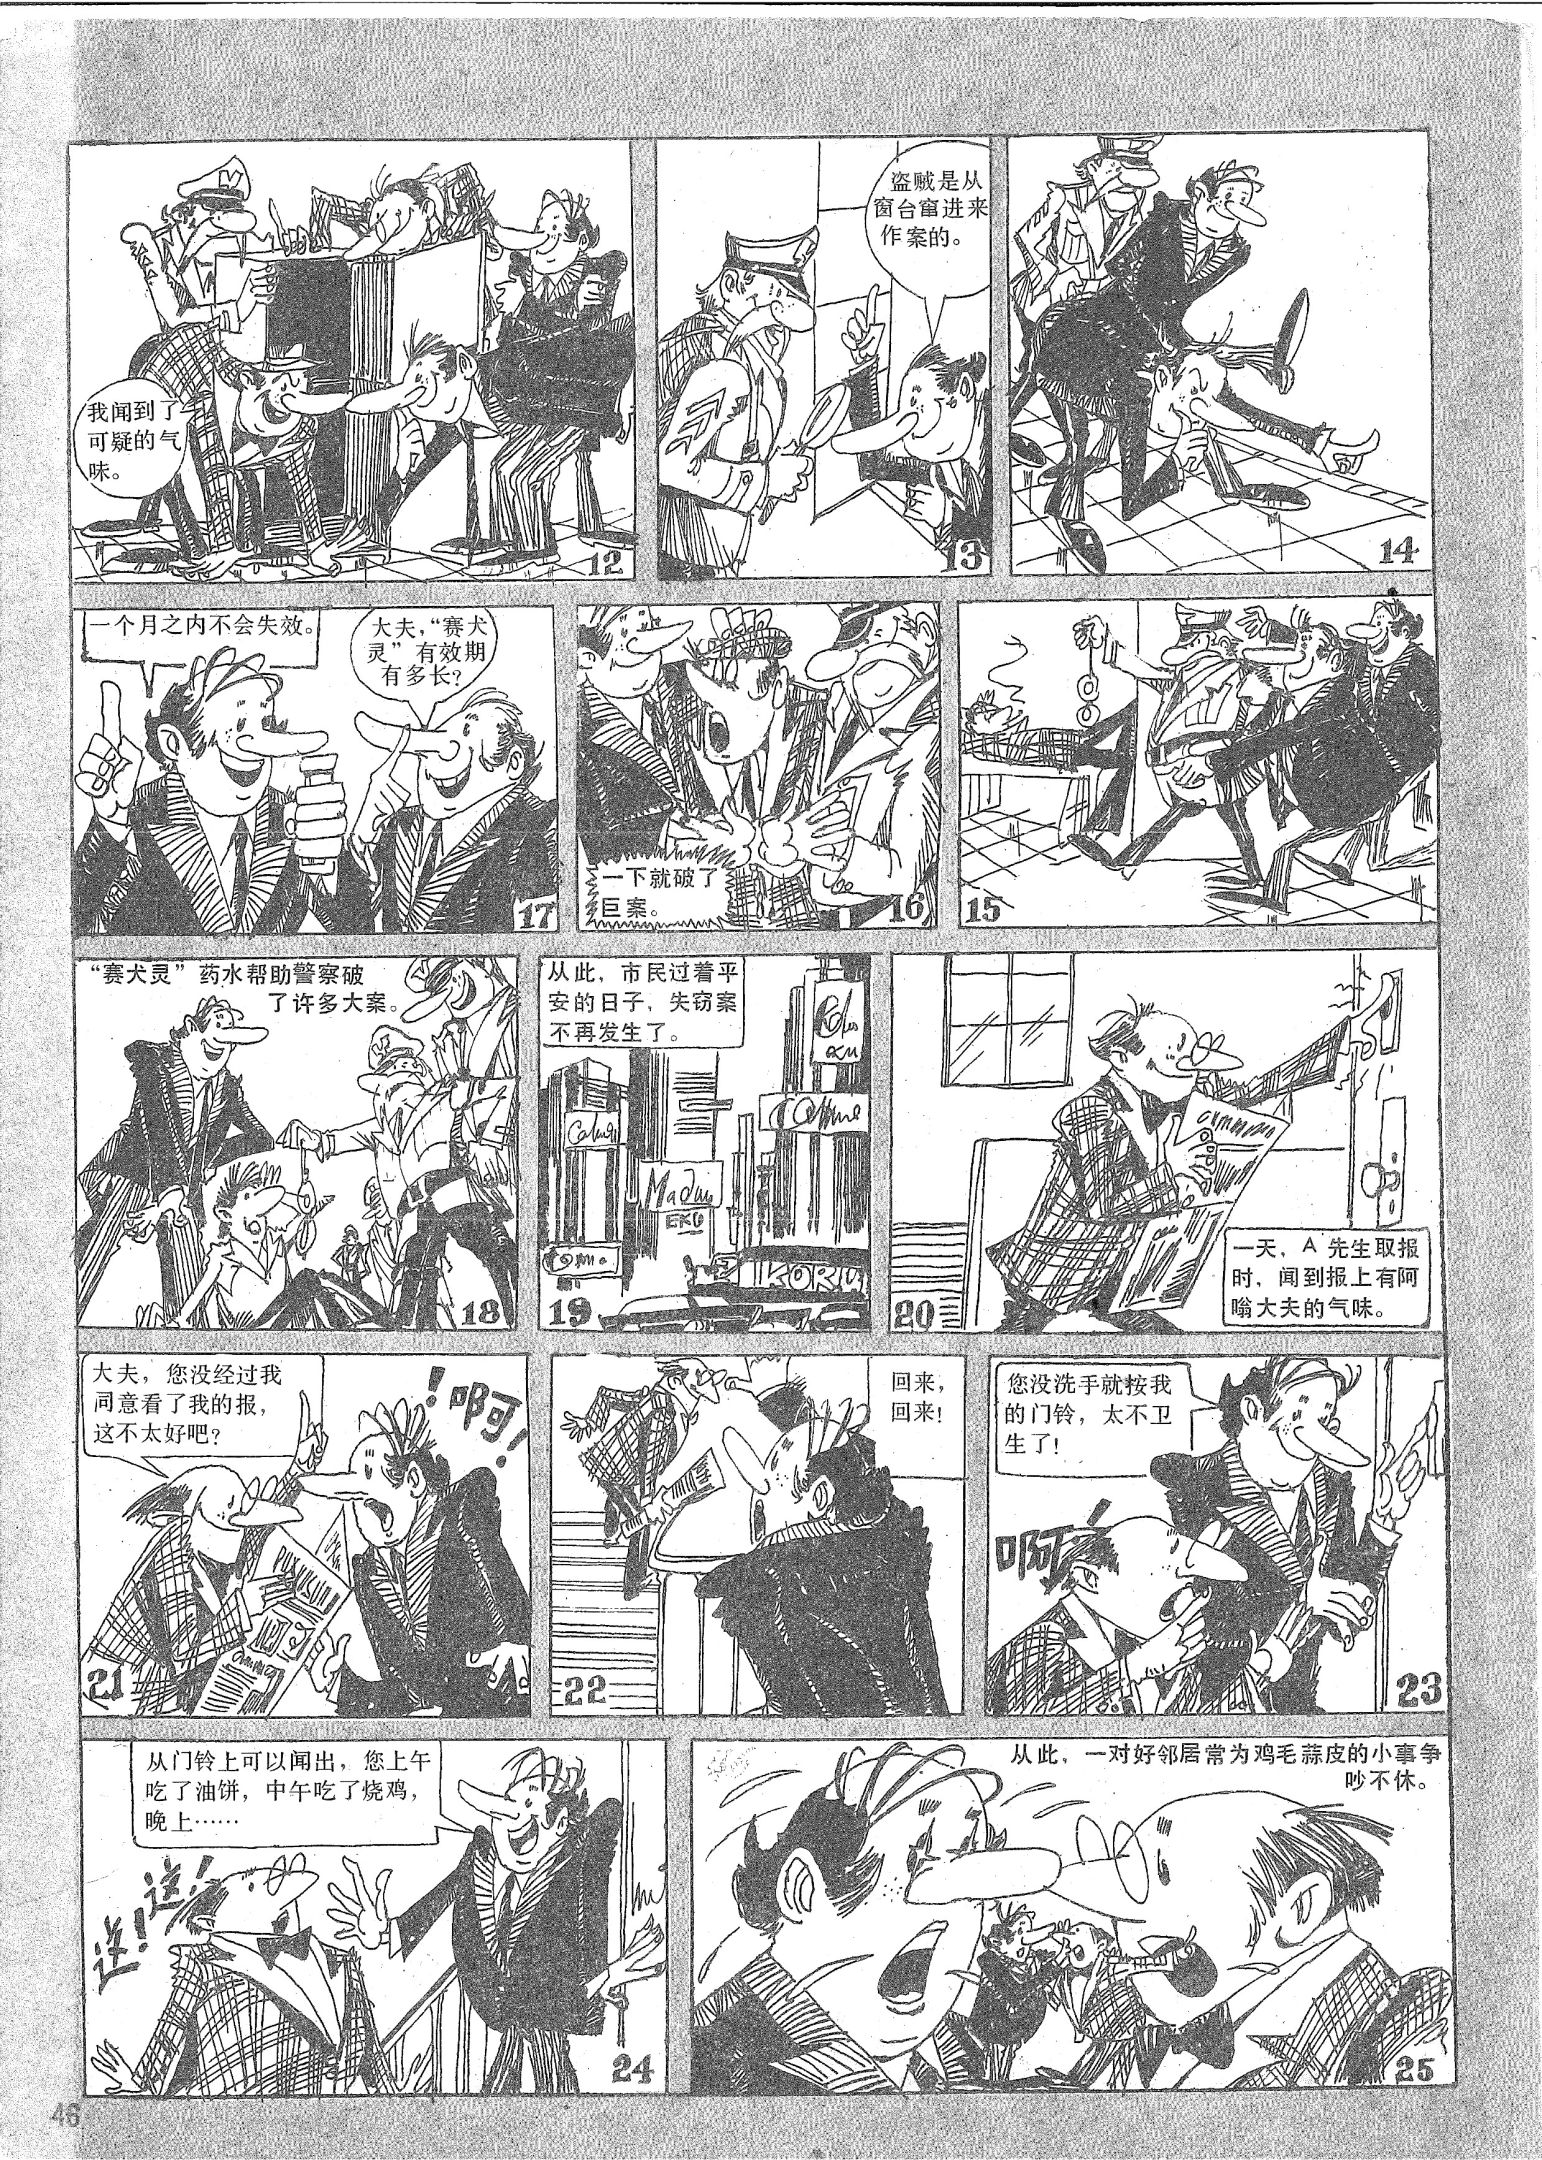 我闻到了
可疑的气
味。
12
盗贼是从
窗台窜进来
作案的。
13
14
15
一下就破了
巨案。
16
大夫，“赛犬
灵”有效期
有多长？
一个月之内不会失效。
17
“赛犬灵”药水帮助警察破
了许多大案。
18
从此，市民过着平
安的日子，失窃案
不再发生了。
KORU
19
一天，A先生取报
时，闻到报上有阿
嗡大夫的气味。
20
大夫，您没经过我
同意看了我的报，
这不太好吧？
！啊！
21
回来，
回来！
22
您没洗手就按我
的门铃，太不卫
生了！
啊！
23
从门铃上可以闻出，您上午
吃了油饼，中午吃了烧鸡，
晚上……
这！
这！
24
从此，一对好邻居常为鸡毛蒜皮的小事争
吵不休。
25
46